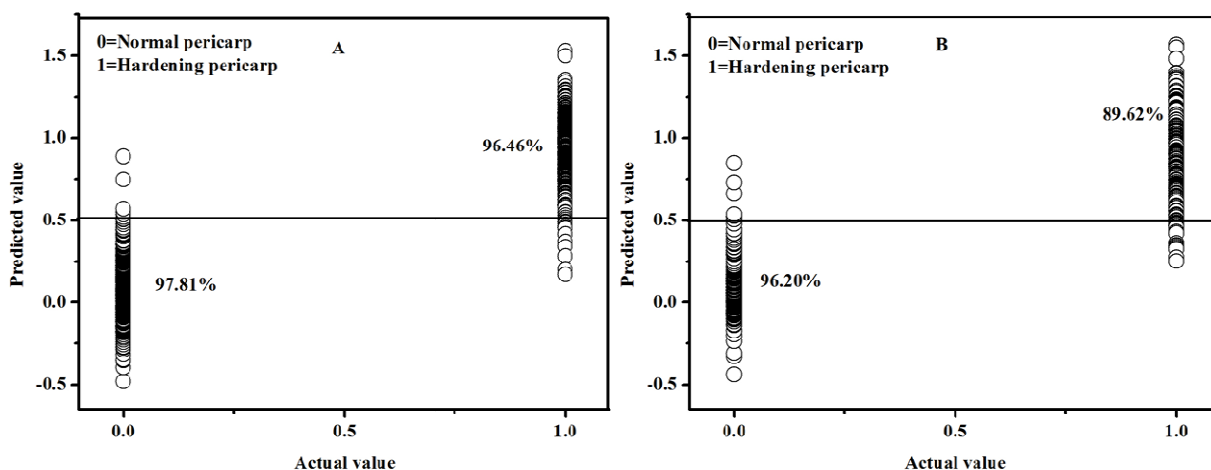 0=Normal pericarp
1=Hardening pericarp
A
96.46%
97.81%
1.5
1.0
0.5
0.0
-0.5
Predicted value
0.0
0.5
1.0
Actual value
0=Normal pericarp
1=Hardening pericarp
B
89.62%
96.20%
1.5
1.0
0.5
0.0
-0.5
Predicted value
0.0
0.5
1.0
Actual value